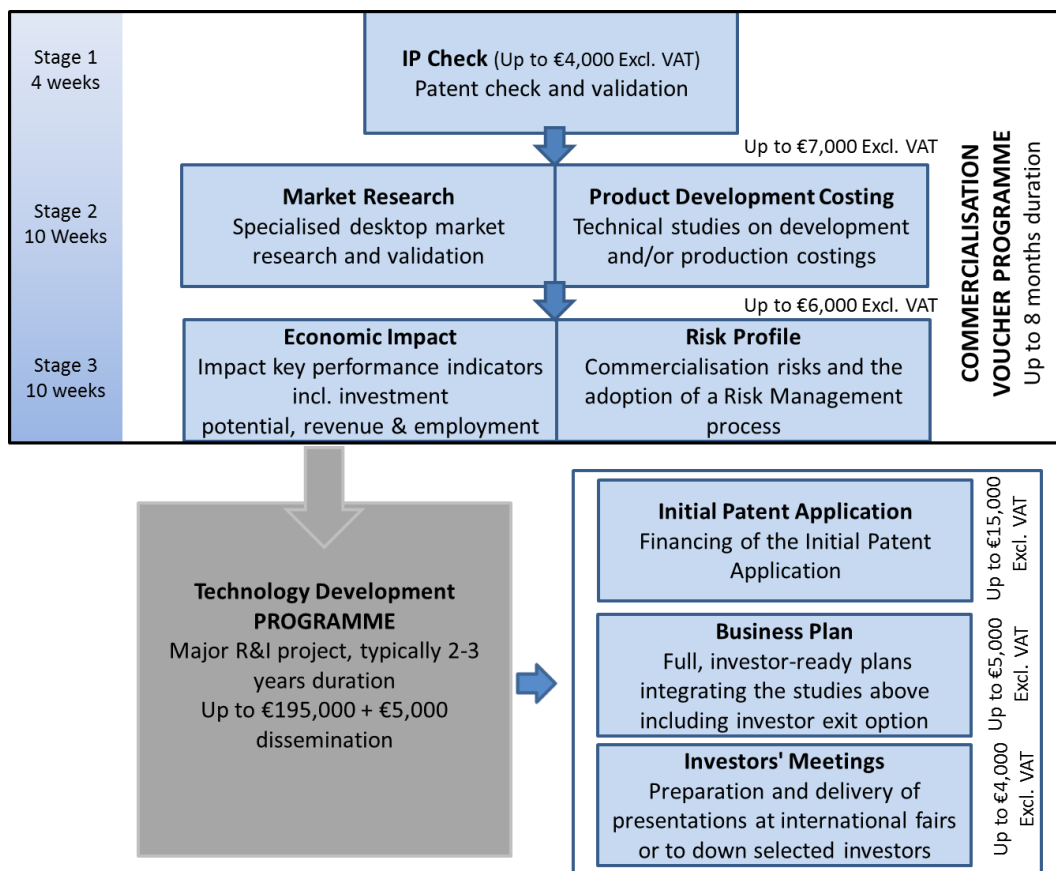 Stage 1
4 weeks
IP Check (Up to €4,000 Excl. VAT)
Patent check and validation
Up to €7,000 Excl. VAT
Stage 2
10 Weeks
Market Research
Specialised desktop market
research and validation
Product Development Costing
Technical studies on development
and/or production costings
Up to €6,000 Excl. VAT
Stage 3
10 weeks
Economic Impact
Impact key performance indicators
incl. investment
potential, revenue & employment
Risk Profile
Commercialisation risks and the
adoption of a Risk Management
process
COMMERCIALISATION
VOUCHER PROGRAMME
Up to 8 months duration
Technology Development
PROGRAMME
Major R&I project, typically 2-3
years duration
Up to €195,000 + €5,000
dissemination
Initial Patent Application
Financing of the Initial Patent
Application
Up to €15,000
Excl. VAT
Business Plan
Full, investor-ready plans
integrating the studies above
including investor exit option
Up to €5,000
Excl. VAT
Investors' Meetings
Preparation and delivery of
presentations at international fairs
or to down selected investors
Up to €4,000
Excl. VAT